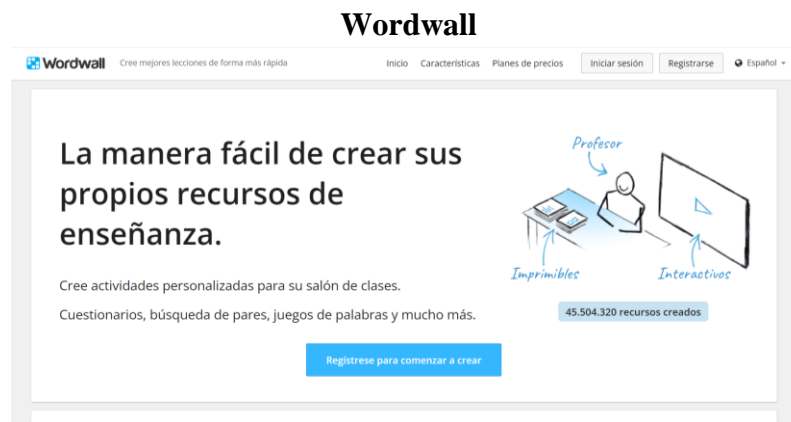 Wordwall
Wordwall Cree mejores lecciones de forma más rápida Inicio Características Planes de precios Iniciar sesión Registrarse Español
La manera fácil de crear sus
propios recursos de
enseñanza.
Profesor
Imprimibles
Interactivos
Cree actividades personalizadas para su salón de clases.
Cuestionarios, búsqueda de pares, juegos de palabras y mucho más.
45.504.320 recursos creados
Regístrese para comenzar a crear